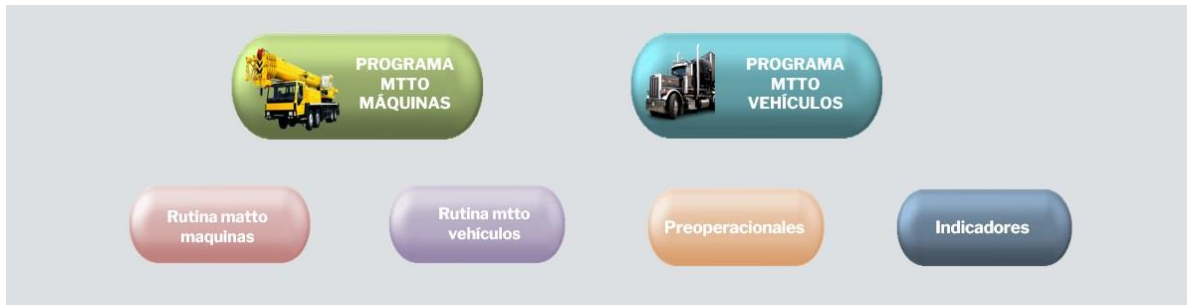 PROGRAMA
MTTO
MÁQUINAS
PROGRAMA
MTTO
VEHÍCULOS
Rutina matto
maquinas
Rutina mtto
vehículos
Preoperacionales
Indicadores